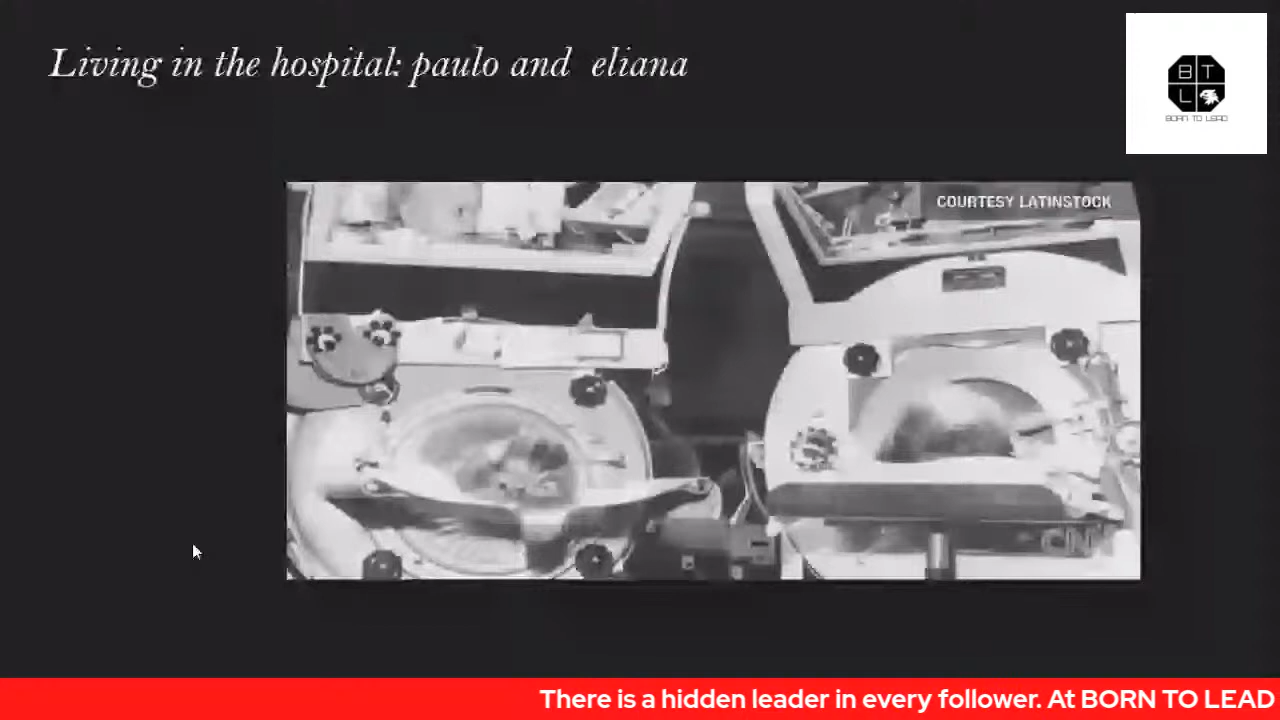 Living in the hospital: paulo and eliana
B T
L
BORN TO LEAD
COURTESY LATINSTOCK
CNN
There is a hidden leader in every follower. At BORN TO LEAD